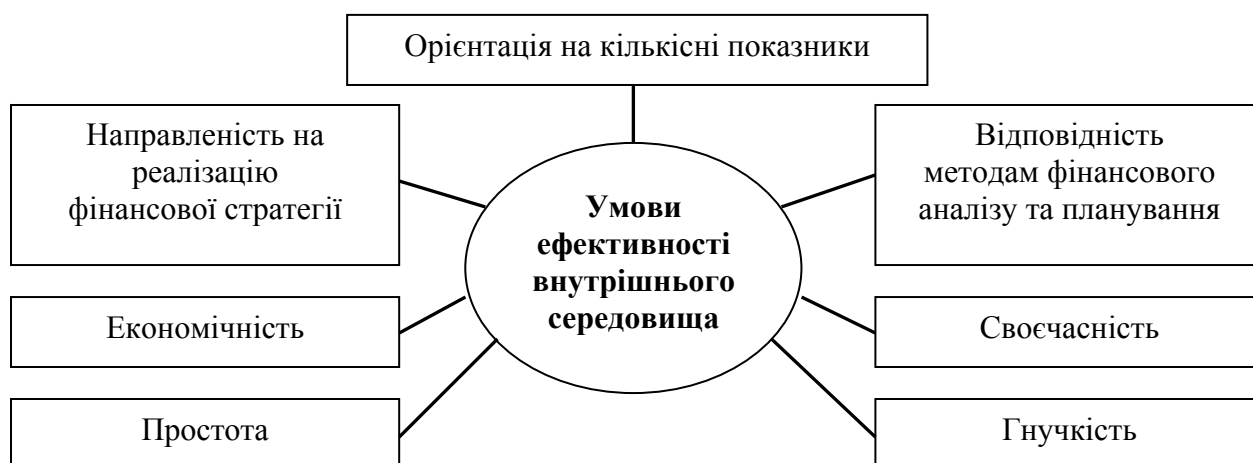 Орієнтація на кількісні показники
Направленість на
реалізацію
фінансової стратегії
Відповідність
методам фінансового
аналізу та планування
Умови
ефективності
внутрішнього
середовища
Економічність
Своєчасність
Простота
Гнучкість